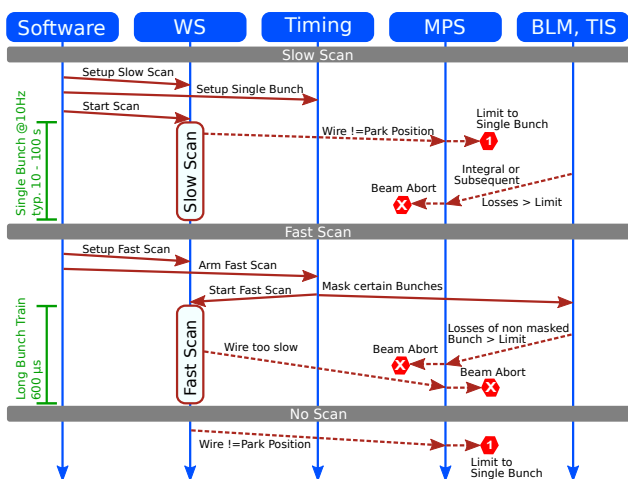 Software WS Timing MPS BLM, TIS
Slow Scan
Setup Slow Scan
Setup Single Bunch
Start Scan
Single Bunch @10Hz
typ. 10 - 100 s
Slow Scan
Wire !=Park Position
Limit to
Single Bunch
1
Integral or
Subsequent
Losses > Limit
Beam Abort
X
Fast Scan
Setup Fast Scan
Arm Fast Scan
Start Fast Scan
Mask certain Bunches
Long Bunch Train
600 µs
Fast Scan
Losses of non masked
Bunch > Limit
Wire too slow
Beam Abort
X
Beam Abort
X
No Scan
Wire !=Park Position
1
Limit to
Single Bunch